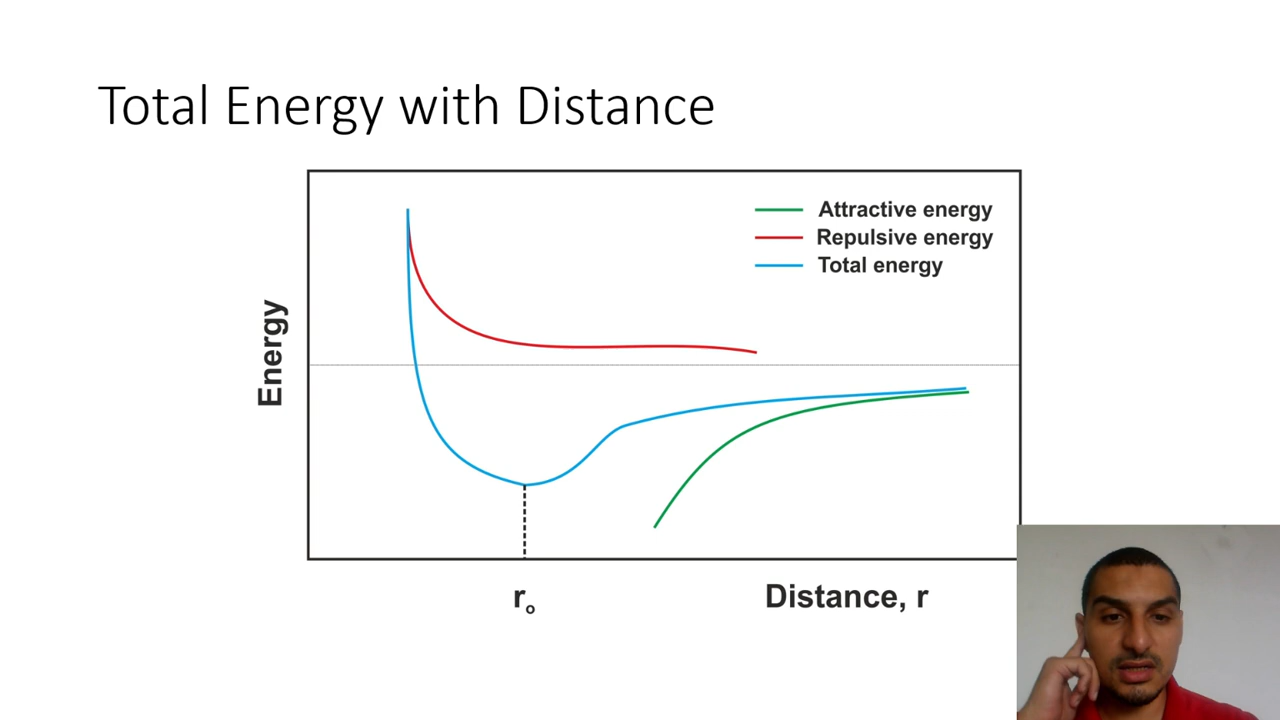 Total Energy with Distance
Attractive energy
Repulsive energy
Total energy
Energy
rₒ
Distance, r